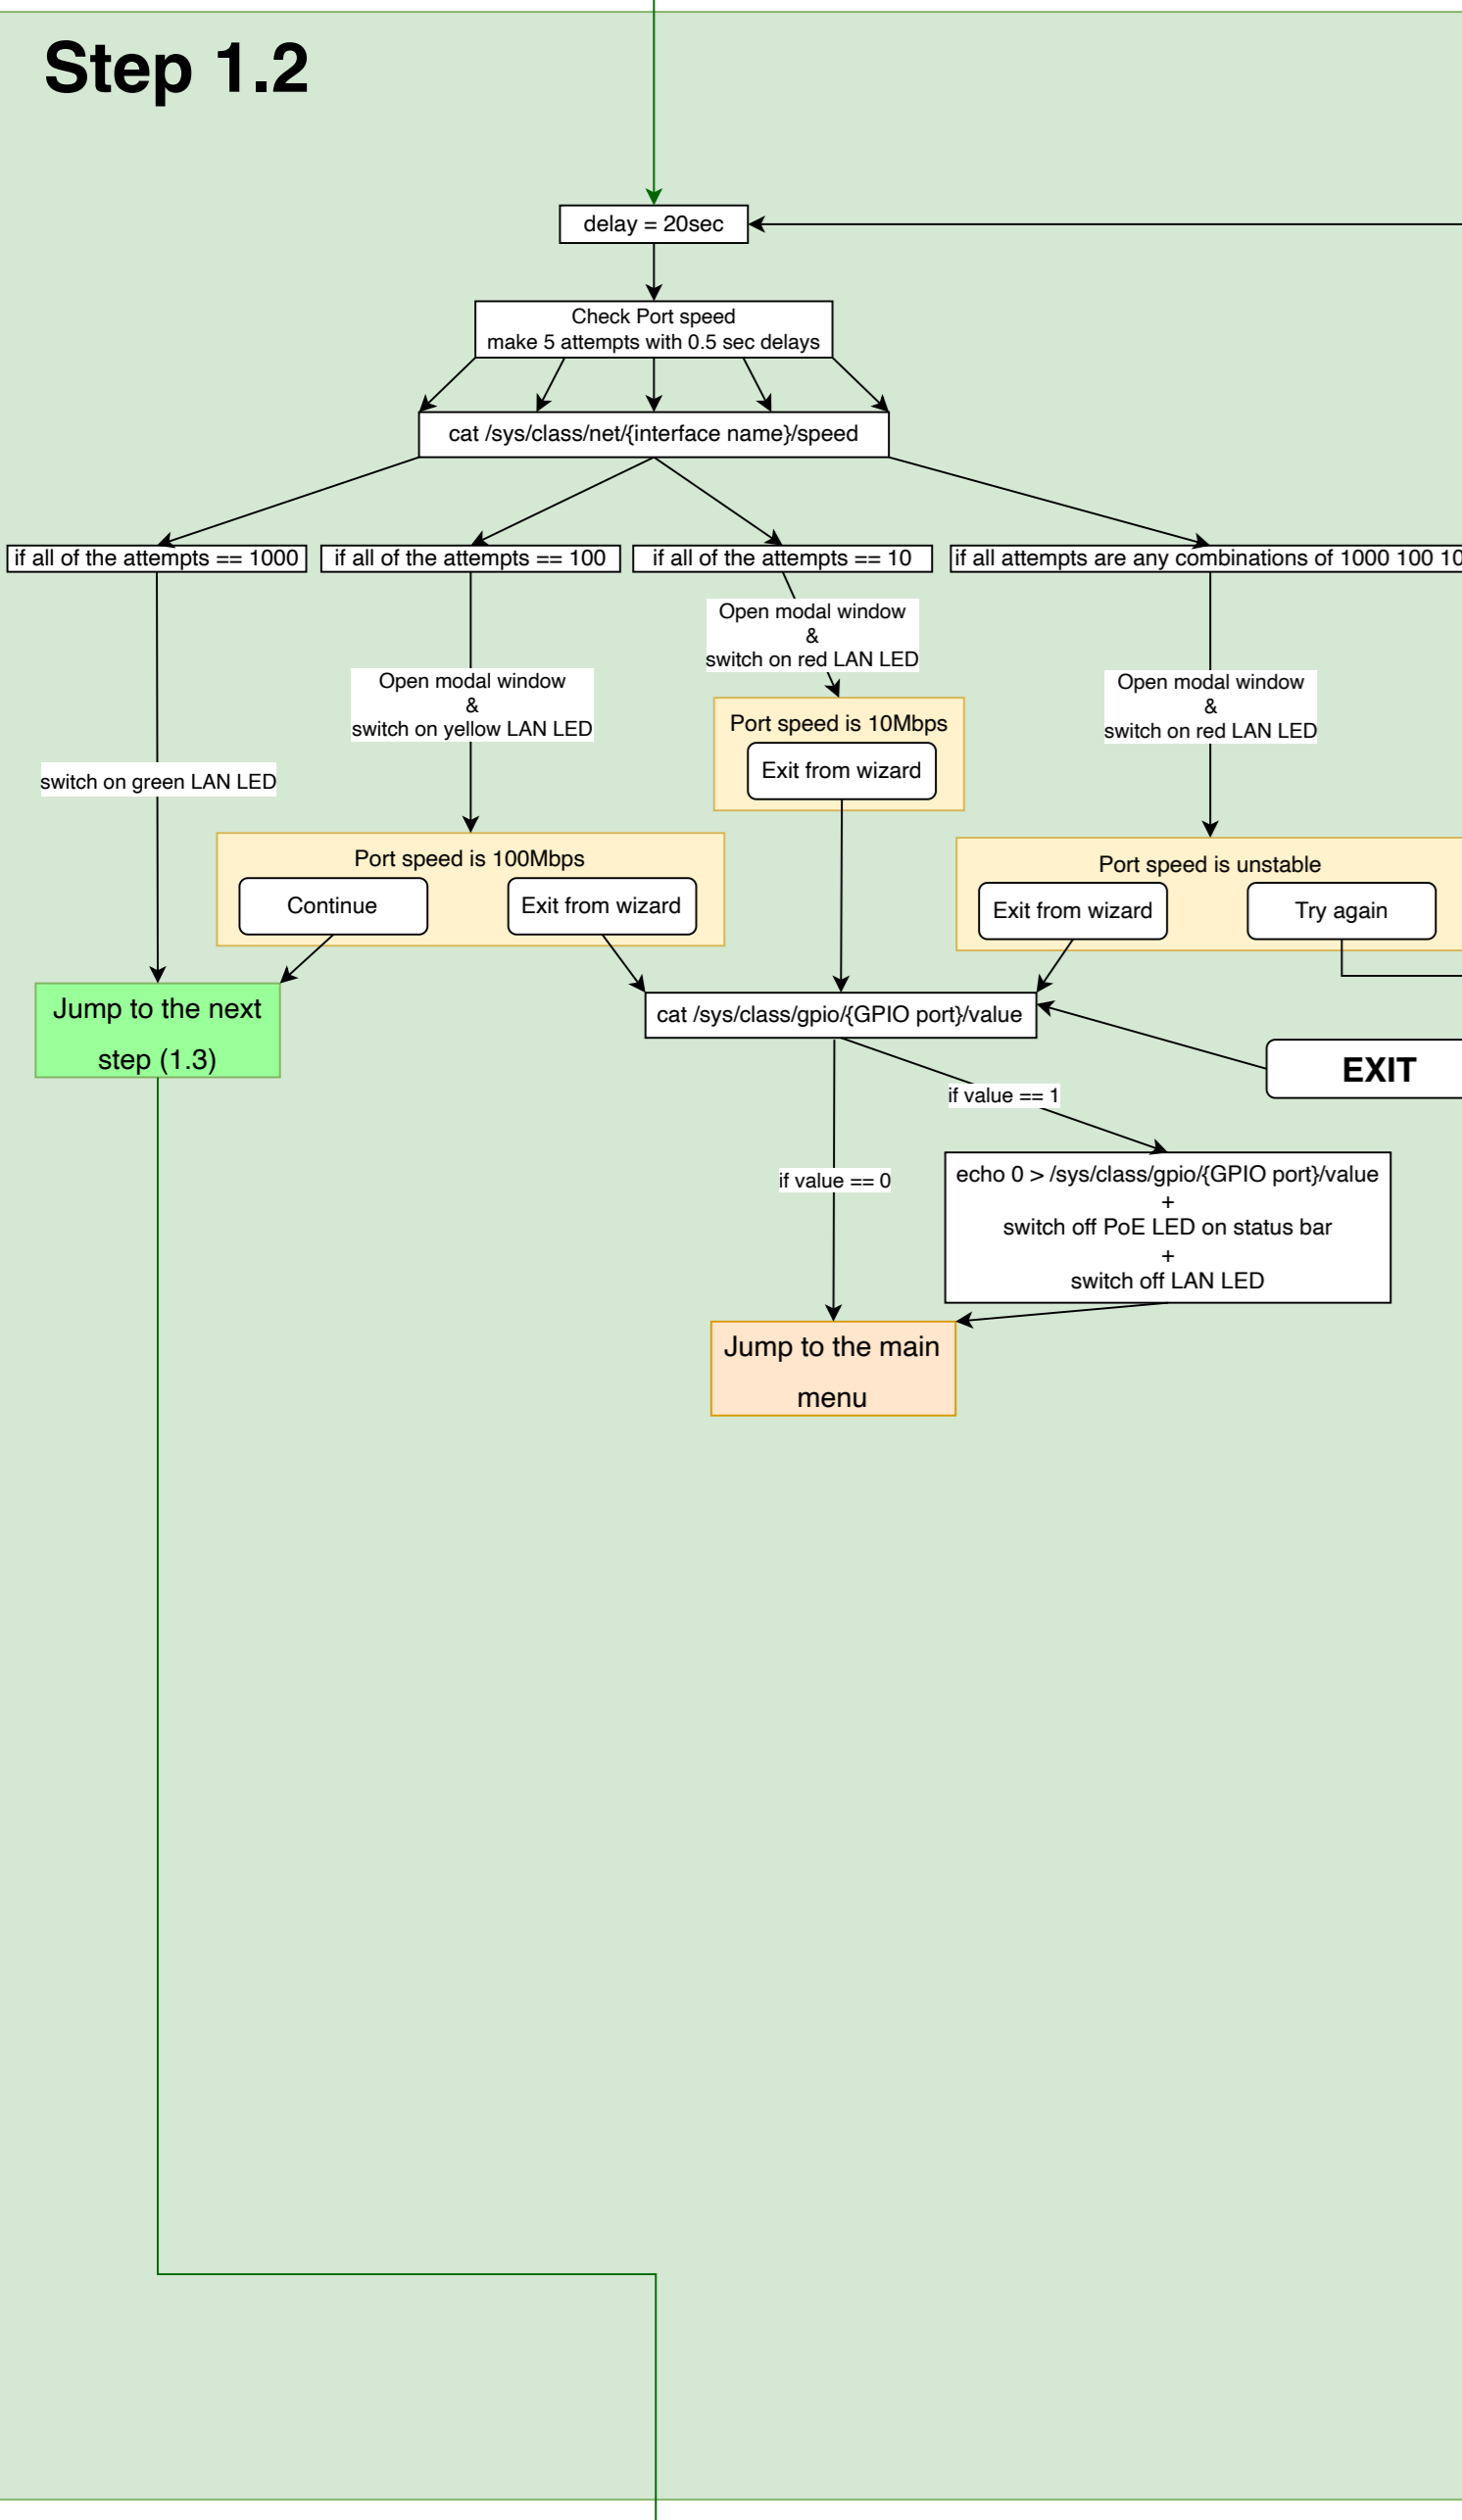 Step 1.2
delay = 20sec
Check Port speed
make 5 attempts with 0.5 sec delays
cat /sys/class/net/{interface name}/speed
if all of the attempts == 1000
if all of the attempts == 100
if all of the attempts == 10
if all attempts are any combinations of 1000 100 10
Open modal window
&
switch on red LAN LED
Open modal window
&
switch on yellow LAN LED
Open modal window
&
switch on red LAN LED
Port speed is 10Mbps
Exit from wizard
switch on green LAN LED
Port speed is 100Mbps
Continue
Exit from wizard
Port speed is unstable
Exit from wizard
Try again
Jump to the next
step (1.3)
cat /sys/class/gpio/{GPIO port}/value
EXIT
if value == 1
if value == 0
echo 0 > /sys/class/gpio/{GPIO port}/value
+
switch off PoE LED on status bar
+
switch off LAN LED
Jump to the main
menu